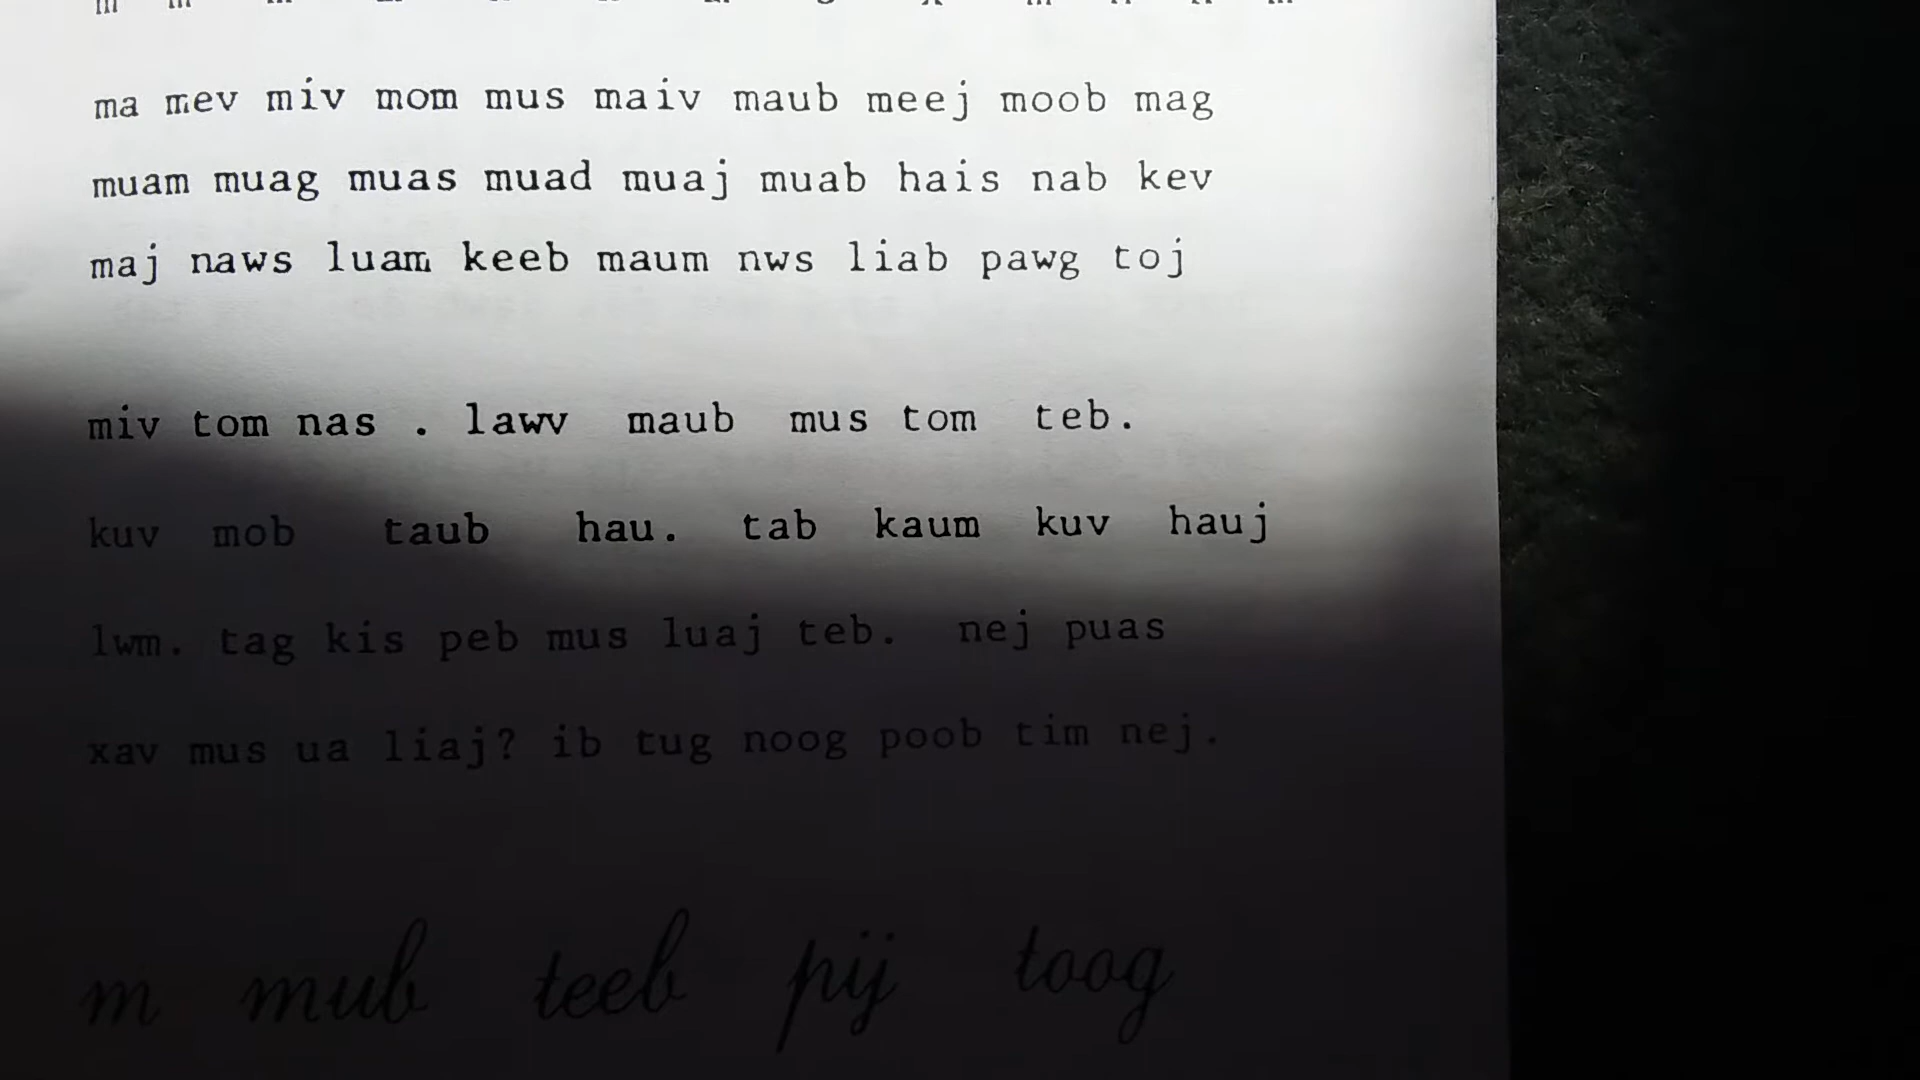 ma mev miv mom mus maiv maub meej moob mag
muam muag muas muad muaj muab hais nab kev
maj naws luam keeb maum nws liab pawg toj
miv tom nas . lawv maub mus tom teb.
kuv mob taub hau. tab kaum kuv hauj
lwm. tag kis peb mus luaj teb. nej puas
xav mus ua liaj? ib tug noog poob tim nej.
m mub teeb pij toog